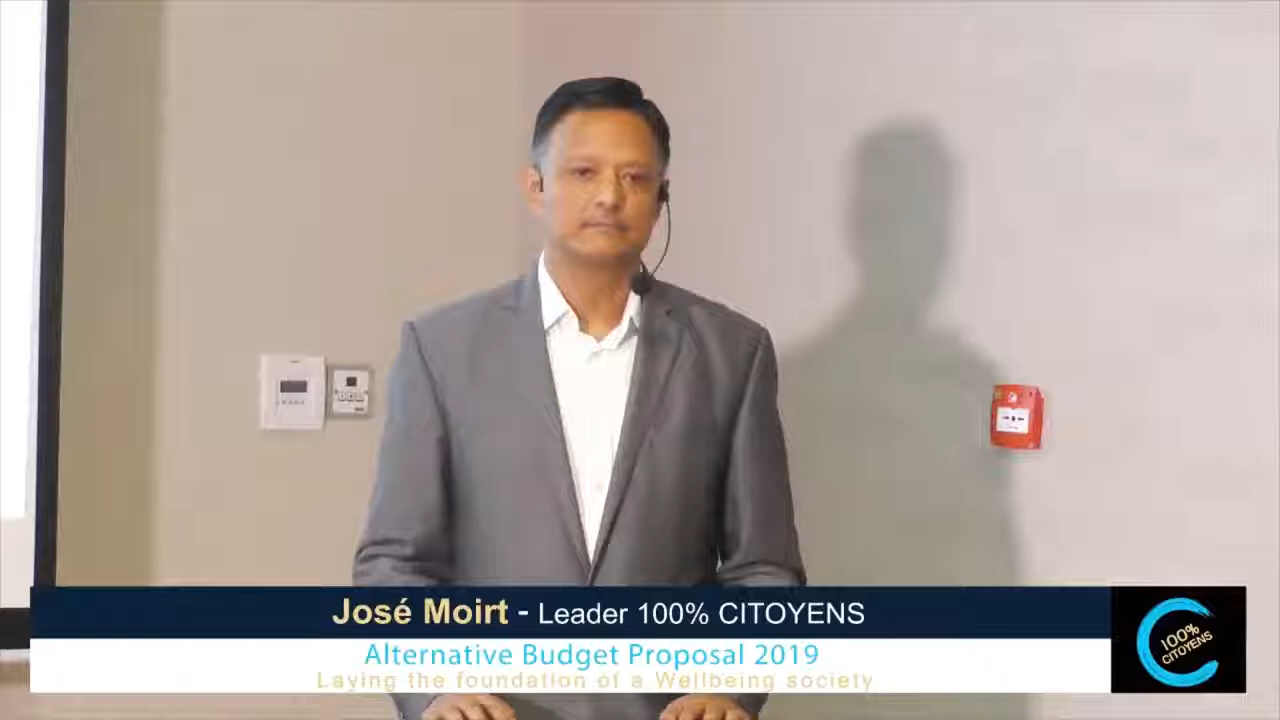 José Moirt - Leader 100% CITOYENS
Alternative Budget Proposal 2019
Laying the foundation of a Wellbeing society
100%
CITOYENS